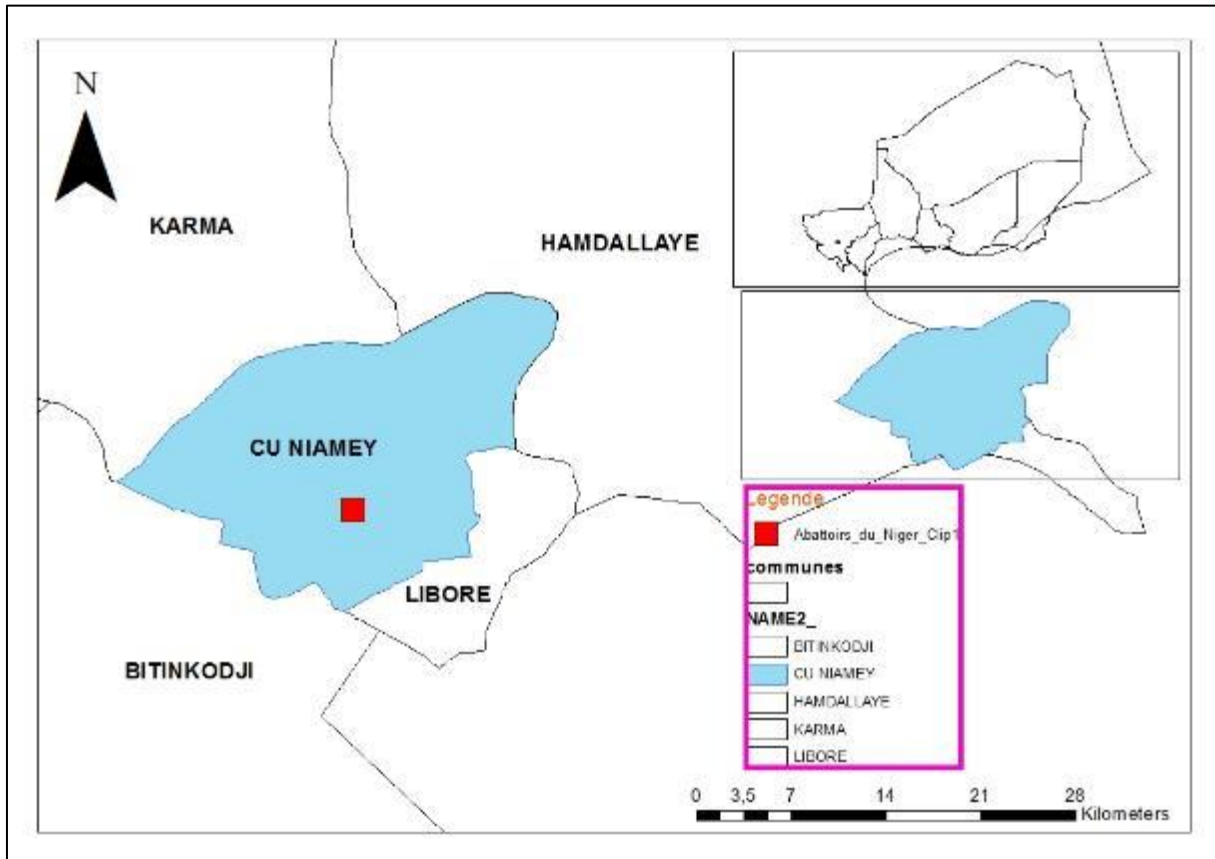 N
KARMA
HAMDALLAYE
CU NIAMEY
LIBORE
BITINKODJI
Legende
Abattoirs_du_Niger_Clip1
communes
NAME2_
BITINKODJI
CU NIAMEY
HAMDALLAYE
KARMA
LIBORE
0 3,5 7 14 21 28
Kilometers